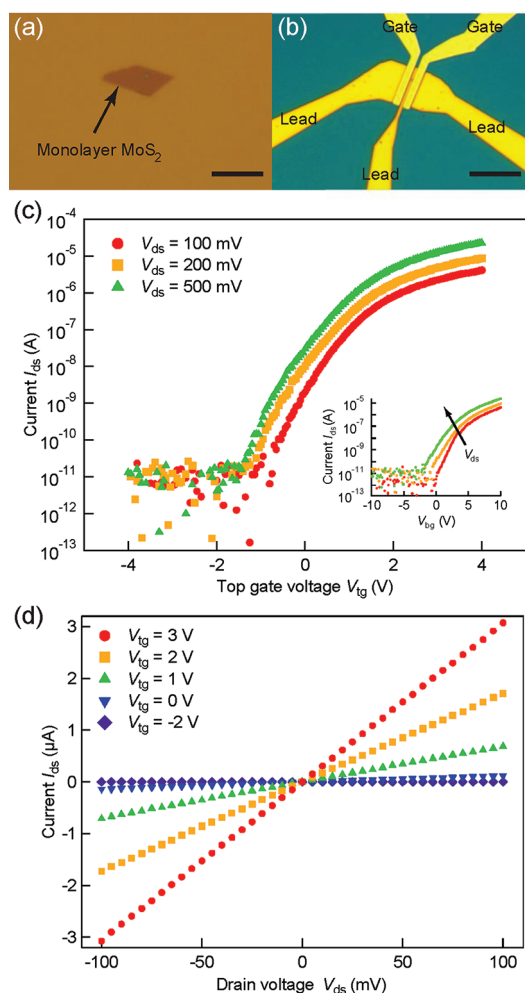 (a)
Monolayer MoS₂
(b)
Gate
Gate
Lead
Lead
Lead
(c)
10⁻⁴
10⁻⁵
10⁻⁶
10⁻⁷
10⁻⁸
10⁻⁹
10⁻¹⁰
10⁻¹¹
10⁻¹²
10⁻¹³
Current Ids (A)
Vds = 100 mV
Vds = 200 mV
Vds = 500 mV
-4
-2
0
2
4
Top gate voltage Vtg (V)
10⁻⁵
10⁻⁷
10⁻⁹
10⁻¹¹
10⁻¹³
Current Ids(A)
Vds
-10
-5
0
5
10
Vbg (V)
(d)
3
2
1
0
-1
-2
-3
Current Ids (µA)
Vtg = 3 V
Vtg = 2 V
Vtg = 1 V
Vtg = 0 V
Vtg = -2 V
-100
-50
0
50
100
Drain voltage Vds (mV)